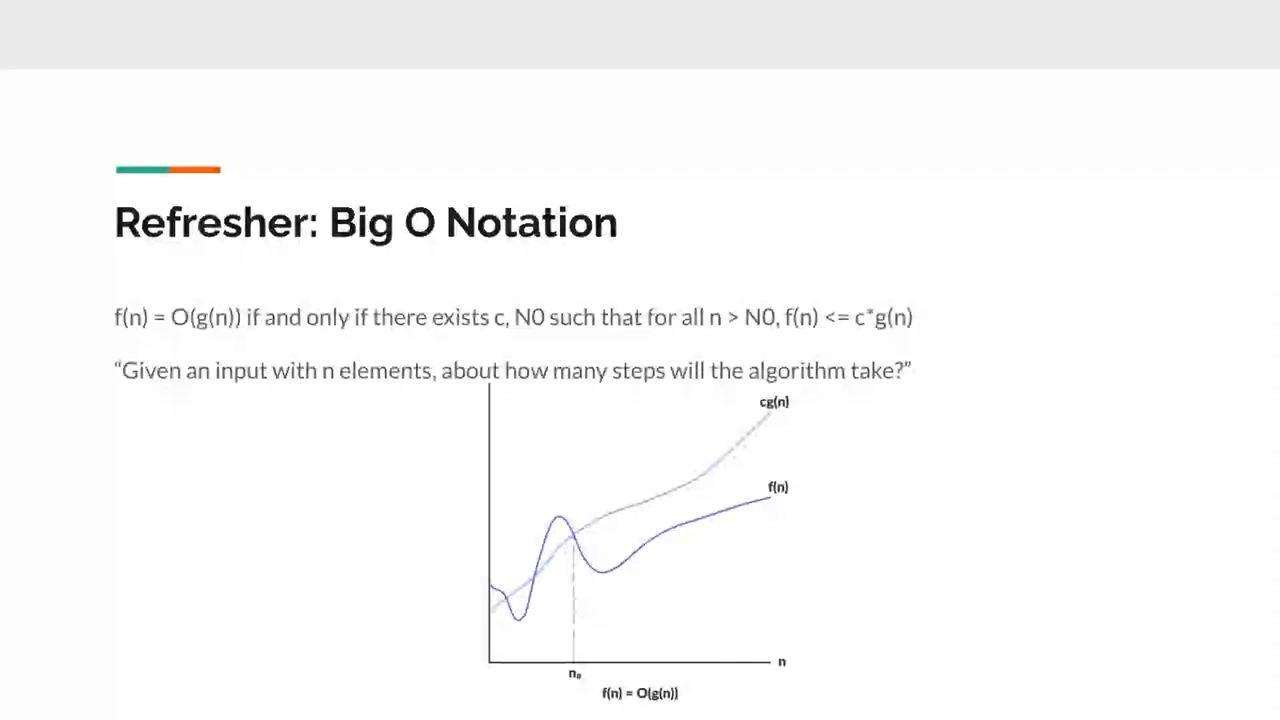 Refresher: Big O Notation
f(n) = O(g(n)) if and only if there exists c, N0 such that for all n > N0, f(n) <= c*g(n)
“Given an input with n elements, about how many steps will the algorithm take?”
cg(n)
f(n)
n
n₀
f(n) = O(g(n))